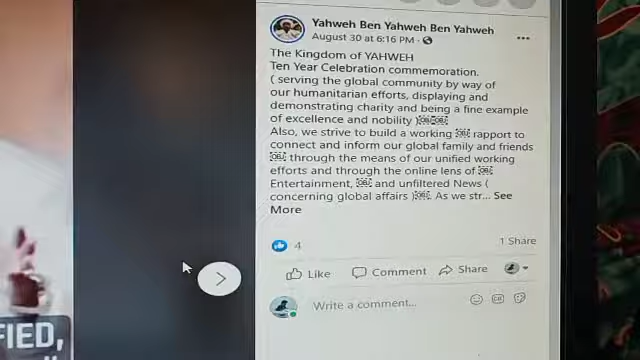 Yahweh Ben Yahweh Ben Yahweh
August 30 at 6:16 PM ·
The Kingdom of YAHWEH
Ten Year Celebration commemoration.
( serving the global community by way of
our humanitarian efforts, displaying and
demonstrating charity and being a fine example
of excellence and nobility )￼￼
Also, we strive to build a working ￼ rapport to
connect and inform our global family and friends
￼ through the means of our unified working
efforts and through the online lens of ￼
Entertainment, ￼ and unfiltered News (
concerning global affairs )￼. As we str... See
More
4
1 Share
Like Comment Share
Write a comment...
FIED,